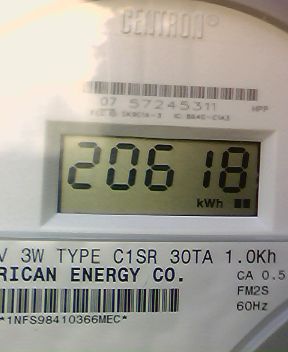 CENTRON®
07 57245311 HPP
20618
kWh
V 3W TYPE C1SR 30TA 1.0Kh
RICAN ENERGY CO. CA 0.5
FM2S
60Hz
*1NFS98410366MEC*